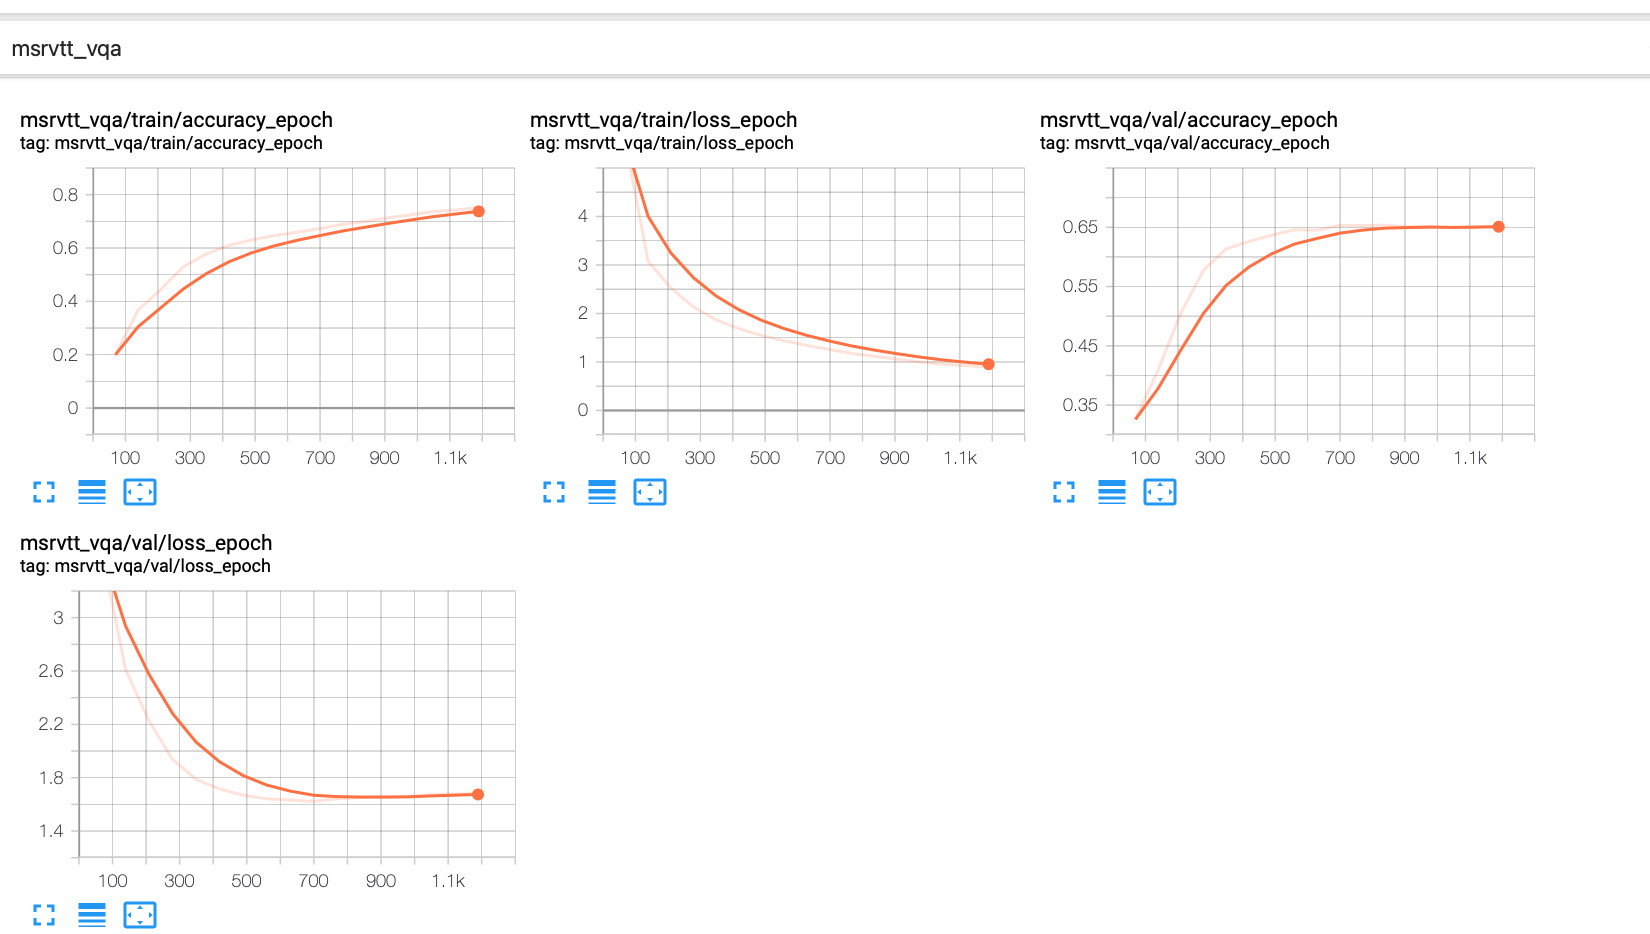 msrvtt_vqa
msrvtt_vqa/train/accuracy_epoch
tag: msrvtt_vqa/train/accuracy_epoch
0.8
0.6
0.4
0.2
0
100 300 500 700 900 1.1k
msrvtt_vqa/train/loss_epoch
tag: msrvtt_vqa/train/loss_epoch
4
3
2
1
0
100 300 500 700 900 1.1k
msrvtt_vqa/val/accuracy_epoch
tag: msrvtt_vqa/val/accuracy_epoch
0.65
0.55
0.45
0.35
100 300 500 700 900 1.1k
msrvtt_vqa/val/loss_epoch
tag: msrvtt_vqa/val/loss_epoch
3
2.6
2.2
1.8
1.4
100 300 500 700 900 1.1k